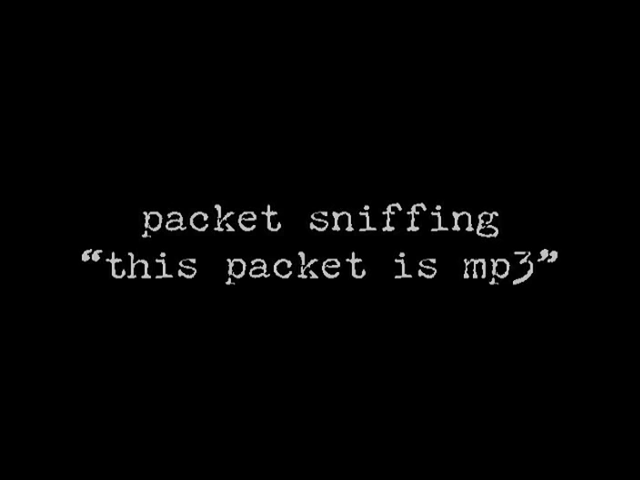 packet sniffing
“this packet is mp3”